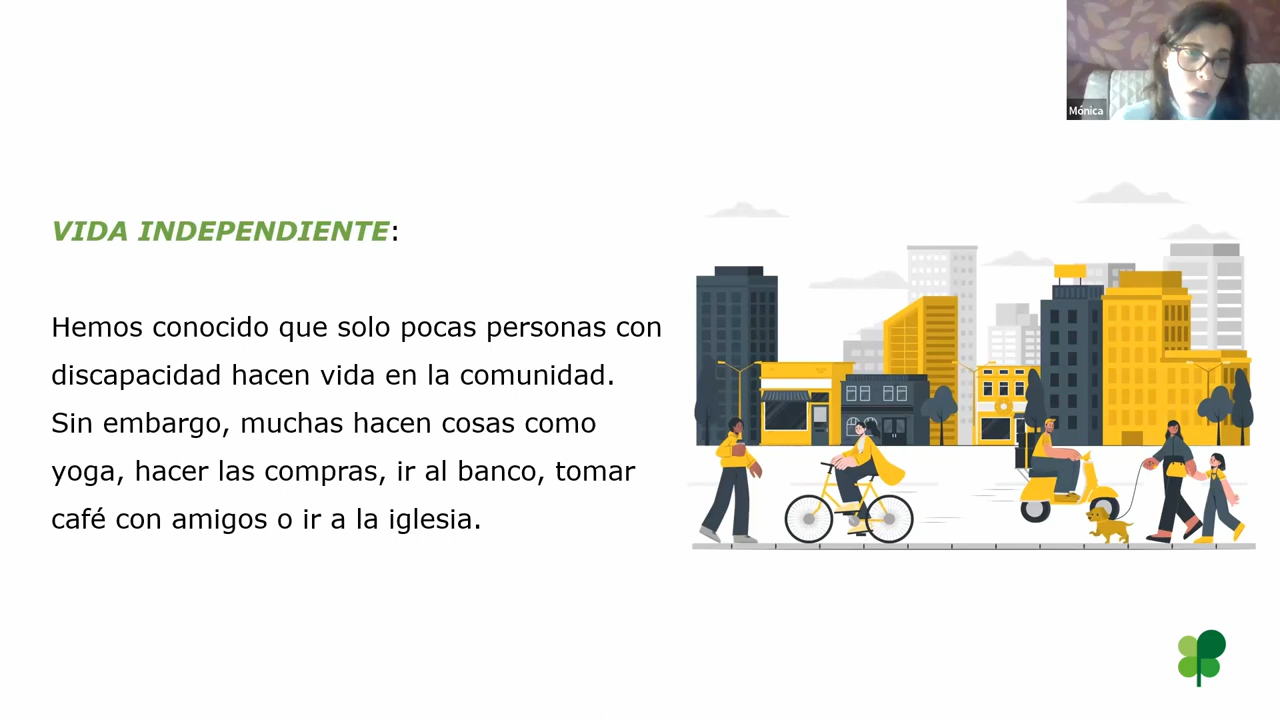 Mónica
VIDA INDEPENDIENTE:
Hemos conocido que solo pocas personas con
discapacidad hacen vida en la comunidad.
Sin embargo, muchas hacen cosas como
yoga, hacer las compras, ir al banco, tomar
café con amigos o ir a la iglesia.